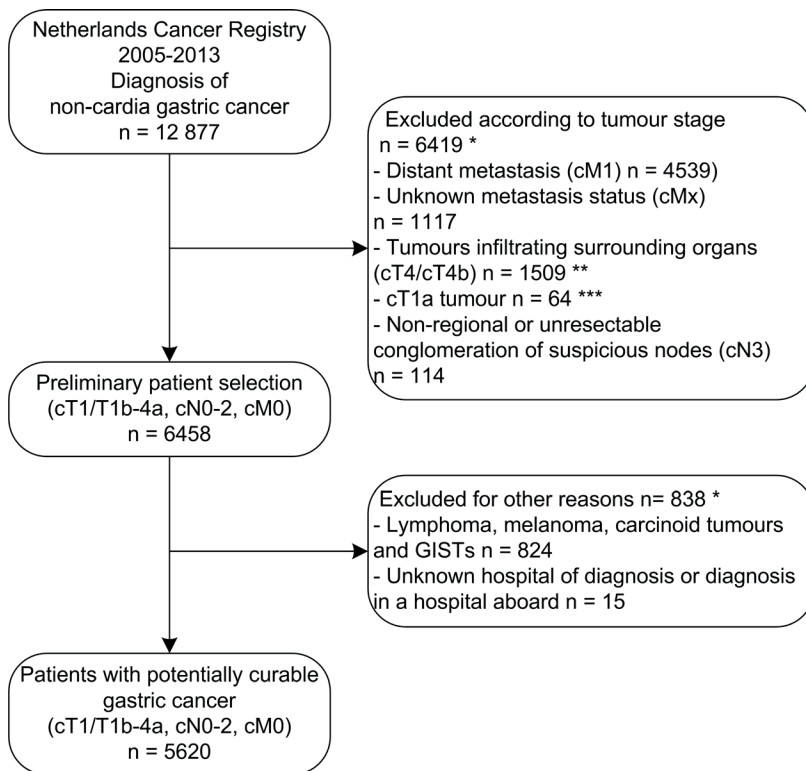 Netherlands Cancer Registry
2005-2013
Diagnosis of
non-cardia gastric cancer
n = 12 877
Excluded according to tumour stage
n = 6419 *
- Distant metastasis (cM1) n = 4539)
- Unknown metastasis status (cMx)
n = 1117
- Tumours infiltrating surrounding organs
(cT4/cT4b) n = 1509 **
- cT1a tumour n = 64 ***
- Non-regional or unresectable
conglomeration of suspicious nodes (cN3)
n = 114
Preliminary patient selection
(cT1/T1b-4a, cN0-2, cM0)
n = 6458
Excluded for other reasons n= 838 *
- Lymphoma, melanoma, carcinoid tumours
and GISTs n = 824
- Unknown hospital of diagnosis or diagnosis
in a hospital aboard n = 15
Patients with potentially curable
gastric cancer
(cT1/T1b-4a, cN0-2, cM0)
n = 5620